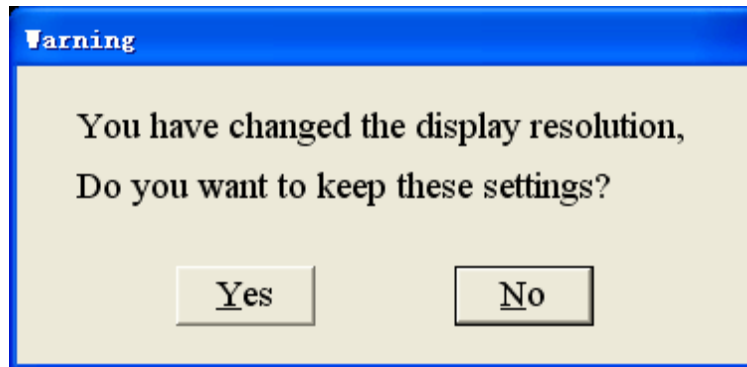 Warning
You have changed the display resolution,
Do you want to keep these settings?
Yes
No